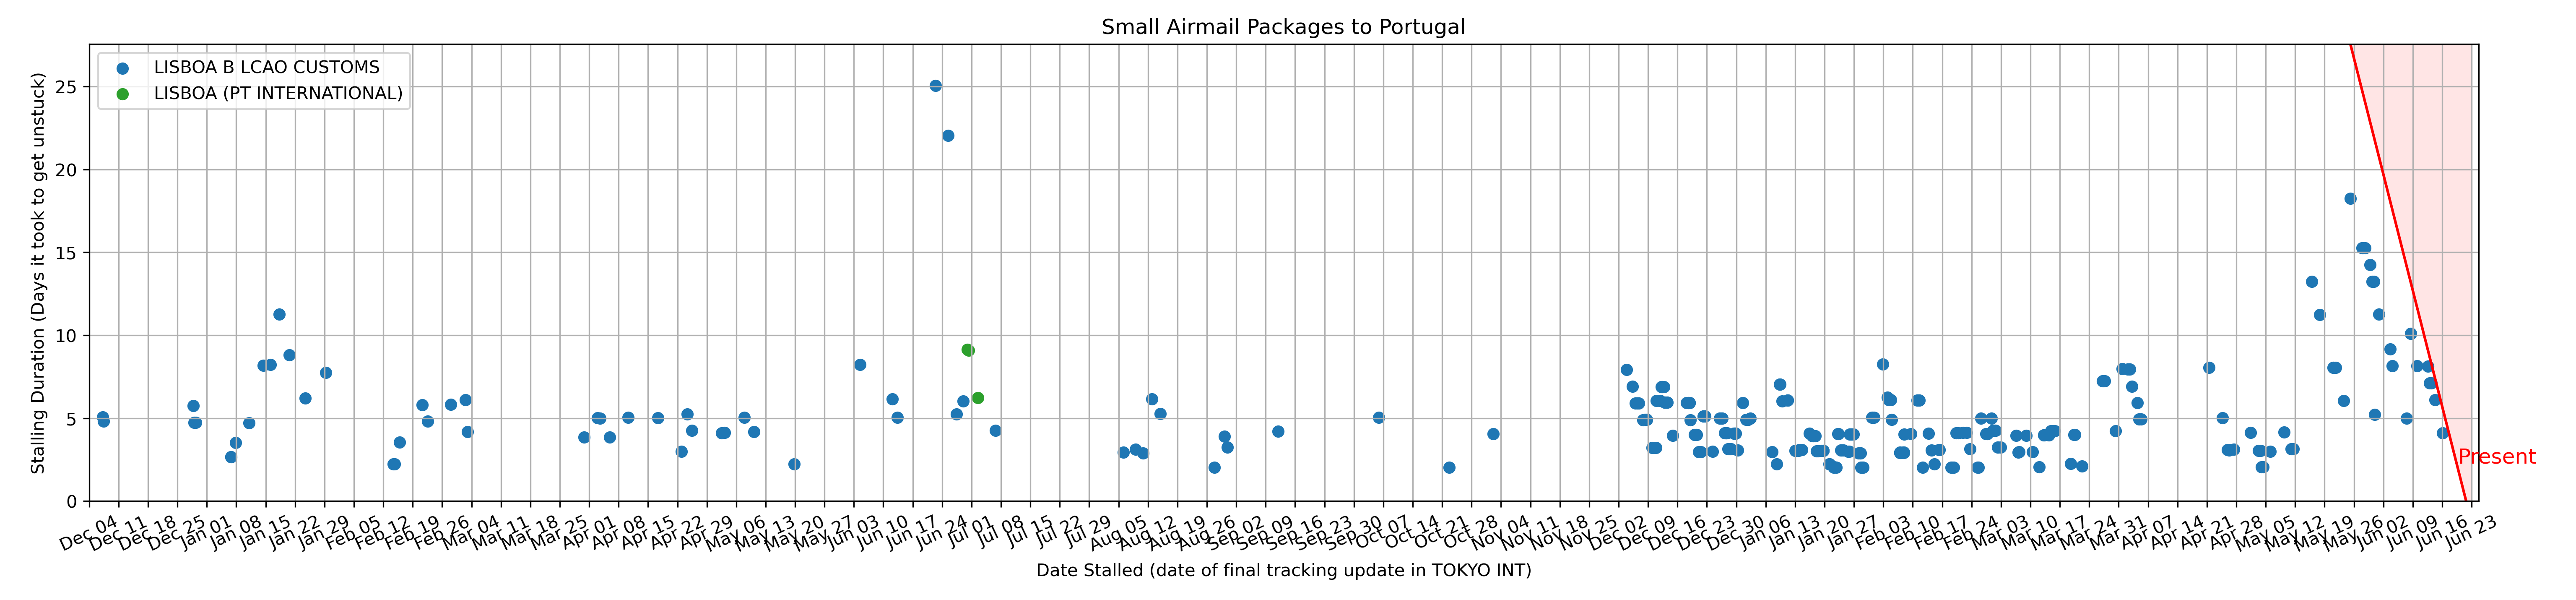 Small Airmail Packages to Portugal
LISBOA B LCAO CUSTOMS
LISBOA (PT INTERNATIONAL)
Stalling Duration (Days it took to get unstuck)
25
20
15
10
5
0
Present
Dec 04
Dec 11
Dec 18
Dec 25
Jan 01
Jan 08
Jan 15
Jan 22
Jan 29
Feb 05
Feb 12
Feb 19
Feb 26
Mar 04
Mar 11
Mar 18
Mar 25
Apr 01
Apr 08
Apr 15
Apr 22
Apr 29
May 06
May 13
May 20
May 27
Jun 03
Jun 10
Jun 17
Jun 24
Jul 01
Jul 08
Jul 15
Jul 22
Jul 29
Aug 05
Aug 12
Aug 19
Aug 26
Sep 02
Sep 09
Sep 16
Sep 23
Sep 30
Oct 07
Oct 14
Oct 21
Oct 28
Nov 04
Nov 11
Nov 18
Nov 25
Dec 02
Dec 09
Dec 16
Dec 23
Dec 30
Jan 06
Jan 13
Jan 20
Jan 27
Feb 03
Feb 10
Feb 17
Feb 24
Mar 03
Mar 10
Mar 17
Mar 24
Mar 31
Apr 07
Apr 14
Apr 21
Apr 28
May 05
May 12
May 19
May 26
Jun 02
Jun 09
Jun 16
Jun 23
Date Stalled (date of final tracking update in TOKYO INT)